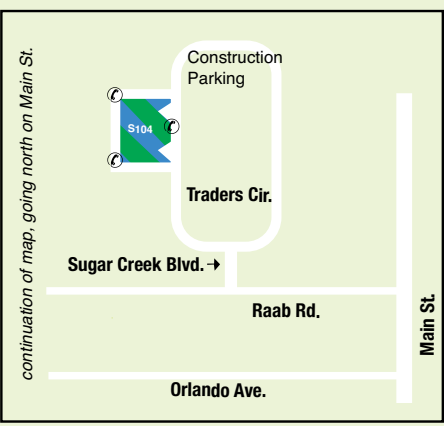 continuation of map, going north on Main St.
Construction
Parking
S104
Traders Cir.
Sugar Creek Blvd.
Raab Rd.
Main St.
Orlando Ave.